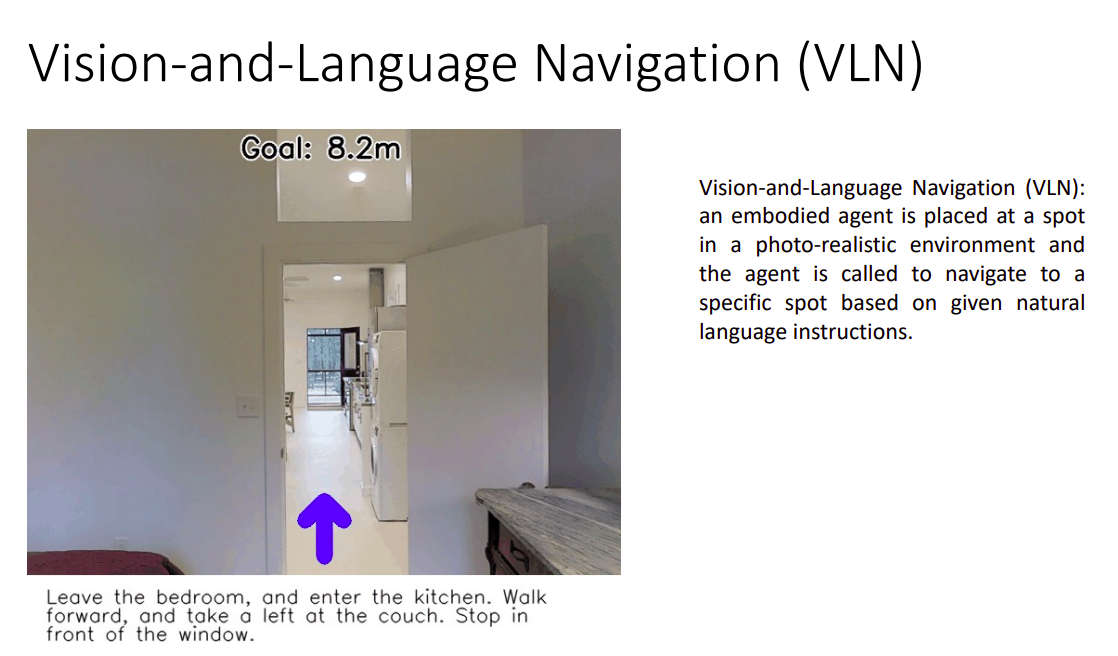 Vision-and-Language Navigation (VLN)
Goal: 8.2m
Leave the bedroom, and enter the kitchen. Walk
forward, and take a left at the couch. Stop in
front of the window.
Vision-and-Language Navigation (VLN):
an embodied agent is placed at a spot
in a photo-realistic environment and
the agent is called to navigate to a
specific spot based on given natural
language instructions.